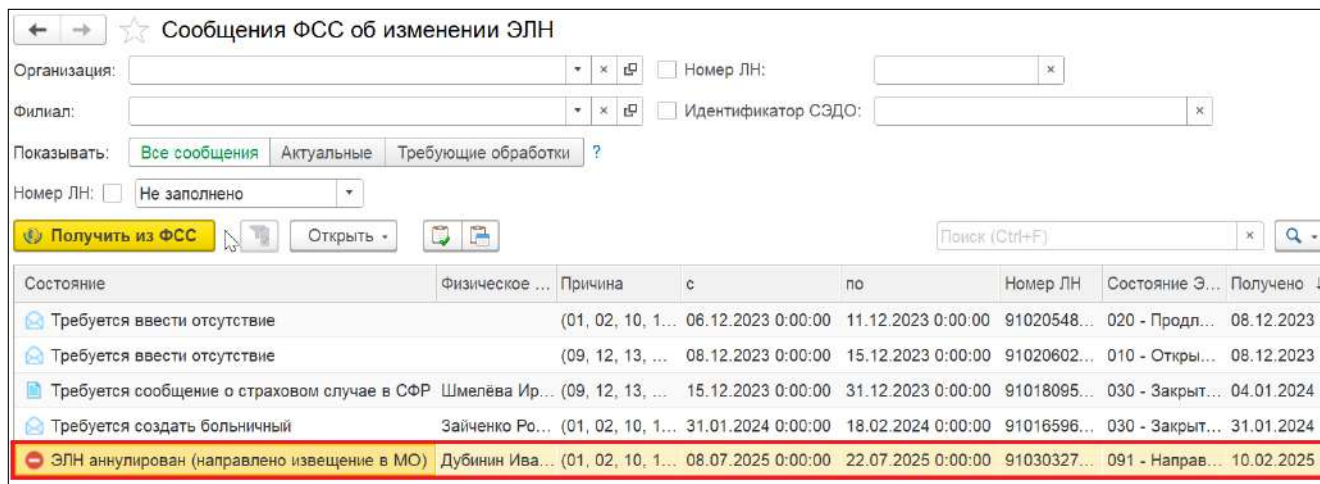 Сообщения ФСС об изменении ЭЛН
Организация: Номер ЛН:
Филиал: Идентификатор СЭДО:
Показывать: Все сообщения Актуальные Требующие обработки ?
Номер ЛН: Не заполнено
Получить из ФСС Открыть Поиск (Ctrl+F)
Состояние Физическое ... Причина с по Номер ЛН Состояние Э... Получено ↓
Требуется ввести отсутствие (01, 02, 10, 1... 06.12.2023 0:00:00 11.12.2023 0:00:00 91020548... 020 - Продл... 08.12.2023
Требуется ввести отсутствие (09, 12, 13, ... 08.12.2023 0:00:00 15.12.2023 0:00:00 91020602... 010 - Откры... 08.12.2023
Требуется сообщение о страховом случае в СФР Шмелёва Ир... (09, 12, 13, ... 15.12.2023 0:00:00 31.12.2023 0:00:00 91018095... 030 - Закрыт... 04.01.2024
Требуется создать больничный Зайченко Ро... (01, 02, 10, 1... 31.01.2024 0:00:00 18.02.2024 0:00:00 91016596... 030 - Закрыт... 31.01.2024
ЭЛН аннулирован (направлено извещение в МО) Дубинин Ива... (01, 02, 10, 1... 08.07.2025 0:00:00 22.07.2025 0:00:00 91030327... 091 - Направ... 10.02.2025